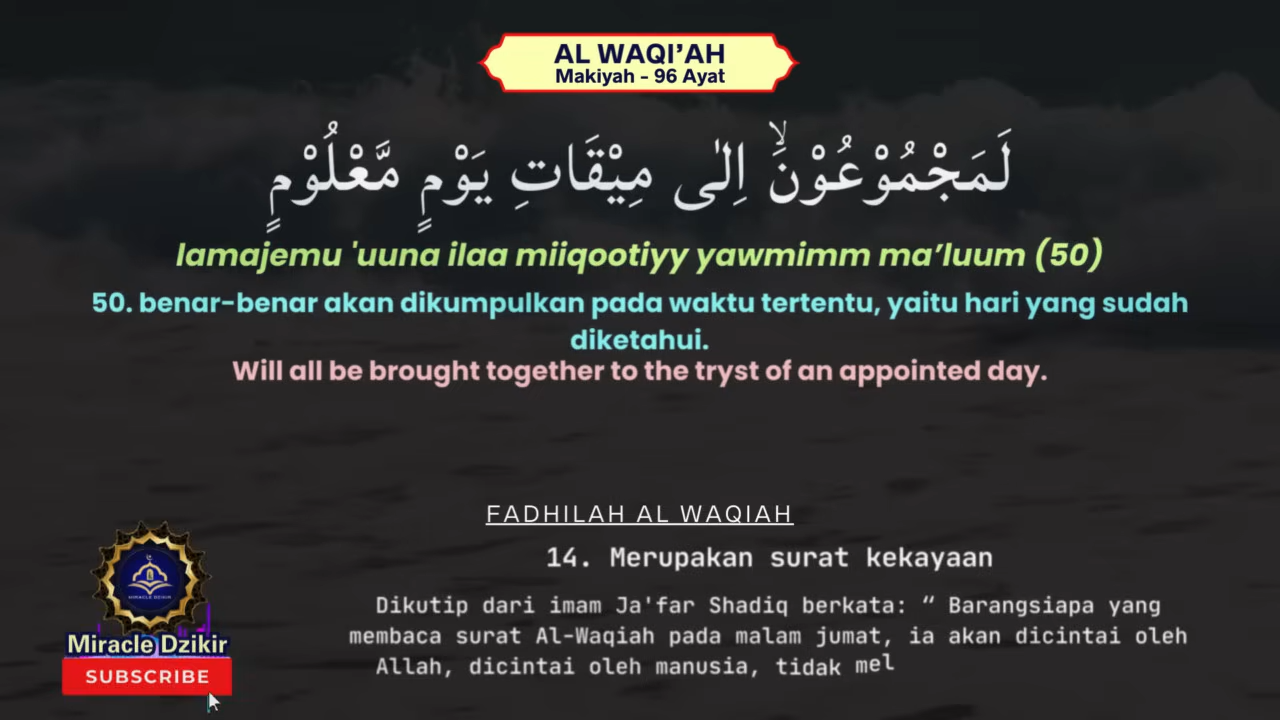 AL WAQI’AH
Makiyah - 96 Ayat
لَمَجْمُوْعُوْنَۙ اِلٰى مِيْقَاتِ يَوْمٍ مَّعْلُوْمٍ
lamajemu 'uuna ilaa miiqootiyy yawmimm ma’luum (50)
50. benar-benar akan dikumpulkan pada waktu tertentu, yaitu hari yang sudah
diketahui.
Will all be brought together to the tryst of an appointed day.
FADHILAH AL WAQIAH
14. Merupakan surat kekayaan
Dikutip dari imam Ja'far Shadiq berkata: “ Barangsiapa yang
membaca surat Al-Waqiah pada malam jumat, ia akan dicintai oleh
Allah, dicintai oleh manusia, tidak mel
MIRACLE DZIKIR
Miracle Dzikir
SUBSCRIBE